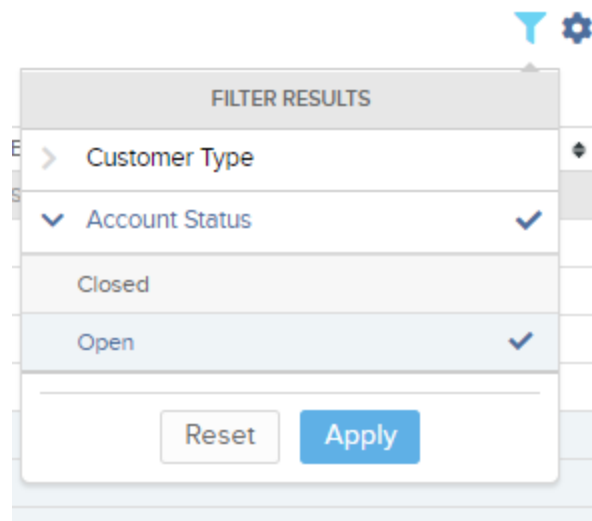 FILTER RESULTS
E
Customer Type
S
Account Status
Closed
Open
Reset Apply